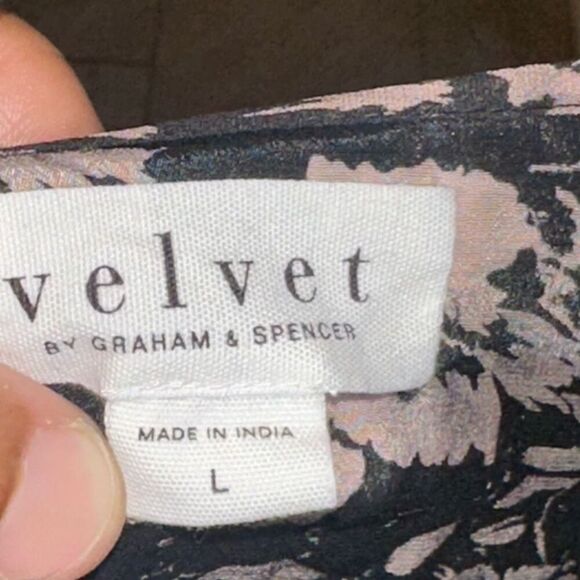 velvet
BY GRAHAM & SPENCER
MADE IN INDIA
L